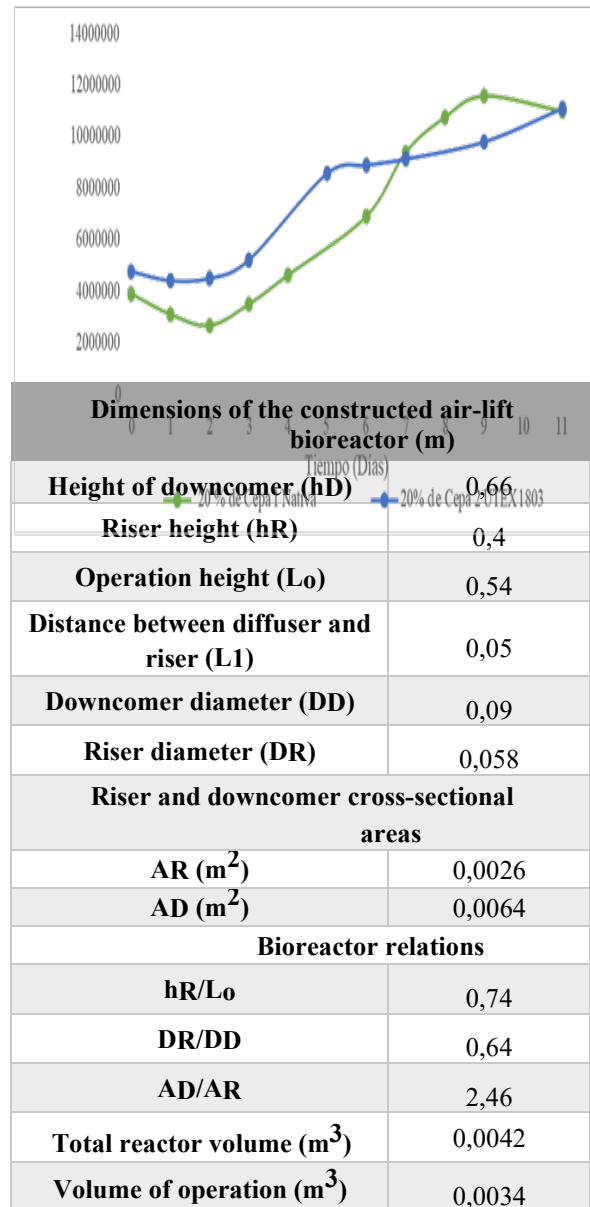 14000000
12000000
10000000
8000000
6000000
4000000
2000000
0
0 1 2 3 4 5 6 7 8 9 10 11
Tiempo (Días)
20% de Cepa 1 Nativa 20% de Cepa 2 UTEX1803
Dimensions of the constructed air-lift
bioreactor (m)
Height of downcomer (hD) 0,66
Riser height (hR) 0,4
Operation height (Lo) 0,54
Distance between diffuser and
riser (L1) 0,05
Downcomer diameter (DD) 0,09
Riser diameter (DR) 0,058
Riser and downcomer cross-sectional
areas
AR (m²) 0,0026
AD (m²) 0,0064
Bioreactor relations
hR/Lo 0,74
DR/DD 0,64
AD/AR 2,46
Total reactor volume (m³) 0,0042
Volume of operation (m³) 0,0034